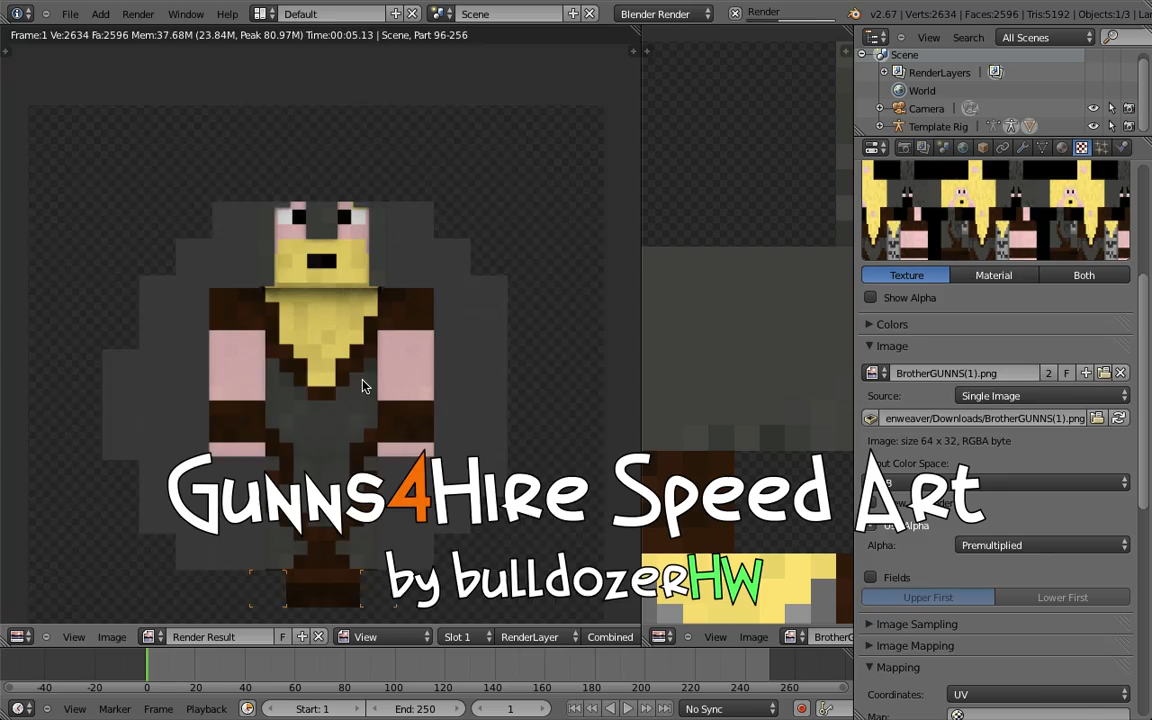 File Add Render Window Help Default Scene Blender Render Render v2.67 | Verts:2634 | Faces:2596 | Tris:5192 | Objects:1/3 | Lar
Frame:1 Ve:2634 Fa:2596 Mem:37.68M (23.84M, Peak 80.97M) Time:00:05.13 | Scene, Part 96-256
View Search All Scenes
Scene
RenderLayers
World
Camera
Template Rig
Texture Material Both
Show Alpha
Colors
Image
BrotherGUNNS(1).png 2 F
Source: Single Image
enweaver/Downloads/BrotherGUNNS(1).png
Image: size 64 x 32, RGBA byte
Color Space:
Alpha: Premultiplied
Fields
Upper First Lower First
Image Sampling
Image Mapping
Mapping
Coordinates: UV
Map:
Gunns4Hire Speed Art
by bulldozerHW
View Image Render Result F View Slot 1 RenderLayer Combined View Image BrotherG
-40 -20 0 20 40 60 80 100 120 140 160 180 200 220 240 260
View Marker Frame Playback Start: 1 End: 250 1 No Sync